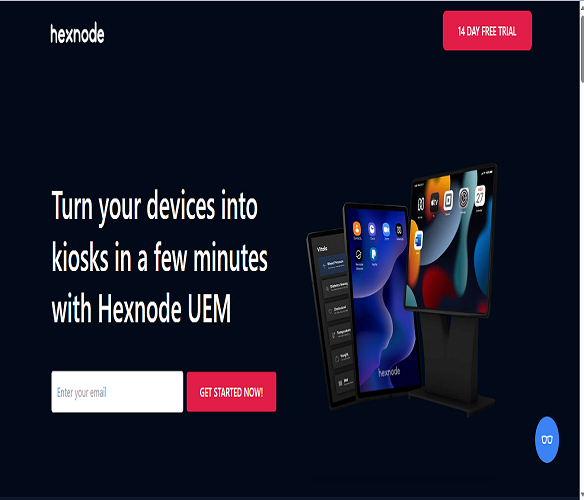 hexnode
14 DAY FREE TRIAL
Turn your devices into
kiosks in a few minutes
with Hexnode UEM
Enter your email
GET STARTED NOW!
Vitals
hexnode